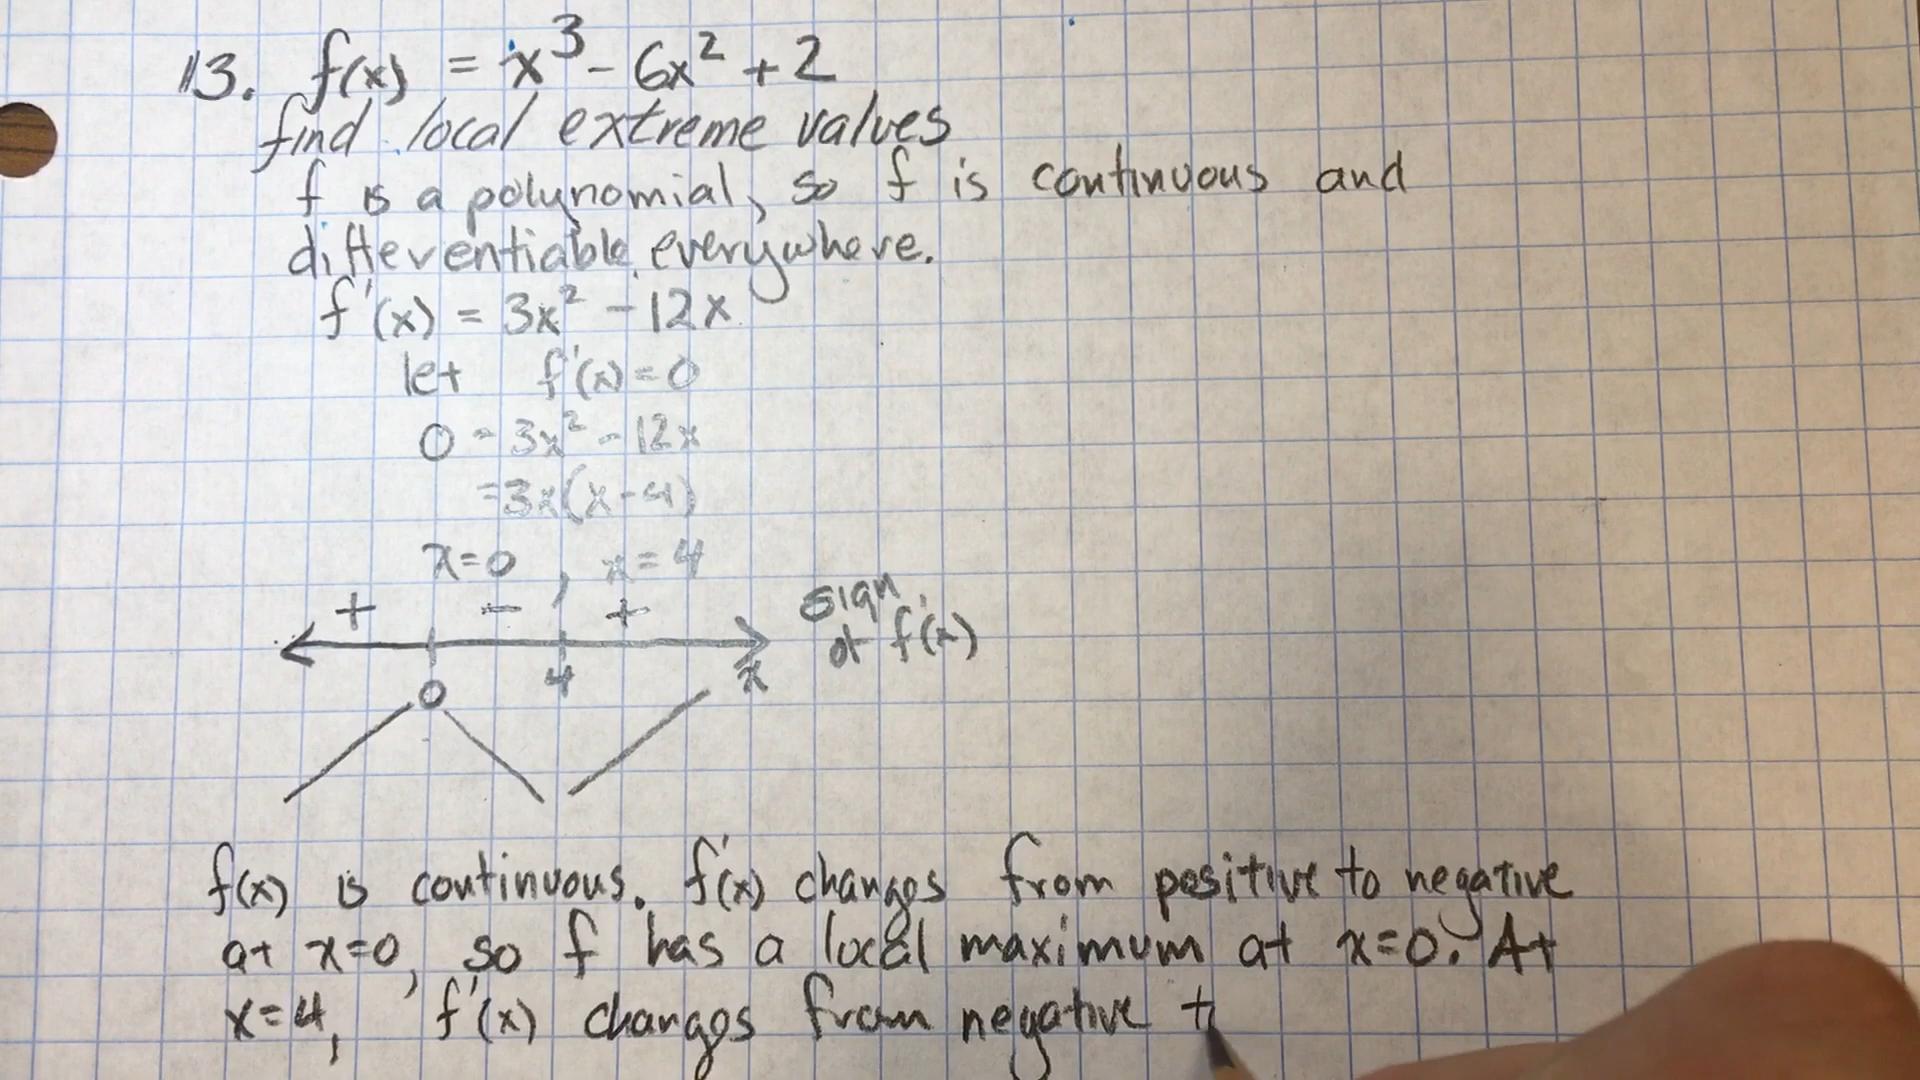 13. f(x) = x³ - 6x² + 2
find local extreme values
f is a polynomial, so f is continuous and
differentiable everywhere.
f'(x) = 3x² - 12x
let f'(x) = 0
0 = 3x² - 12x
= 3x(x-4)
x=0 , x=4
+ - + sign
of f'(x)
0 4 x
f(x) is continuous. f'(x) changes from positive to negative
at x=0, so f has a local maximum at x=0. At
x=4, f'(x) changes from negative t